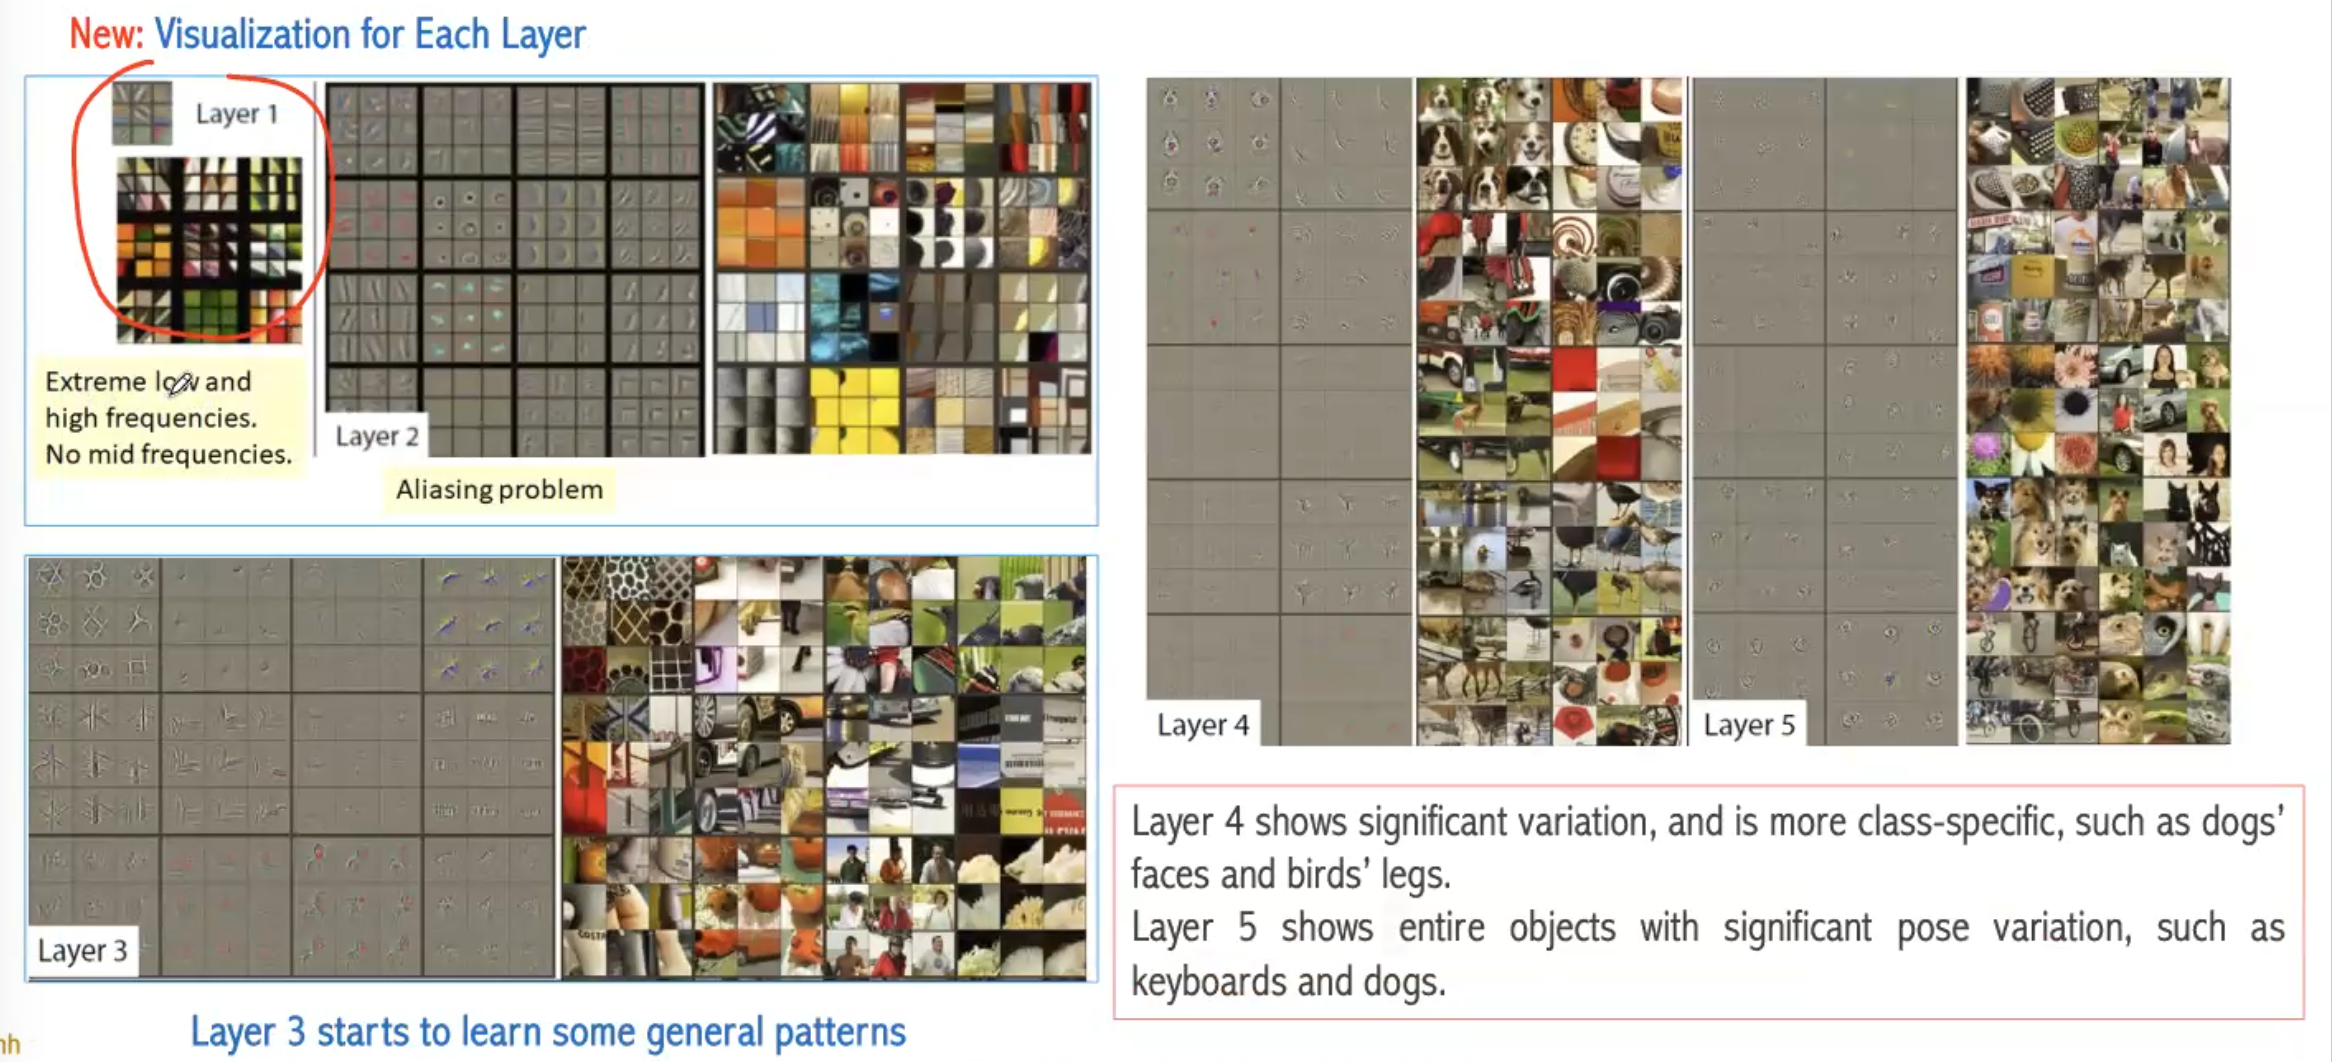 New: Visualization for Each Layer
Layer 1
Extreme low and
high frequencies.
No mid frequencies.
Layer 2
Aliasing problem
Layer 3
Layer 3 starts to learn some general patterns
Layer 4
Layer 5
Layer 4 shows significant variation, and is more class-specific, such as dogs’
faces and birds’ legs.
Layer 5 shows entire objects with significant pose variation, such as
keyboards and dogs.
nh